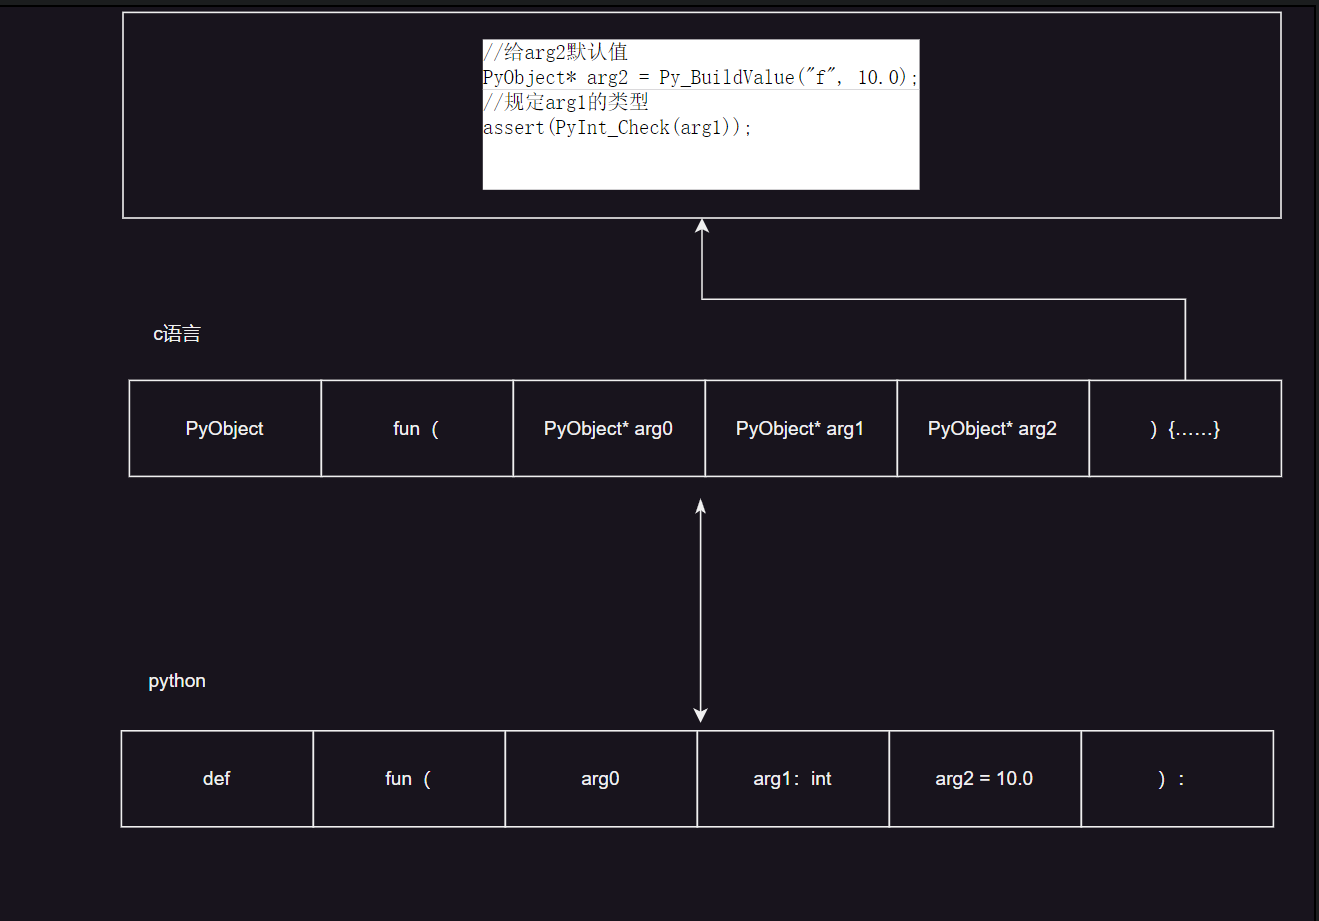 //给arg2默认值
PyObject* arg2 = Py_BuildValue("f", 10.0);
//规定arg1的类型
assert(PyInt_Check(arg1));
c语言
PyObject fun（ PyObject* arg0 PyObject* arg1 PyObject* arg2 ）{......}
python
def fun（ arg0 arg1：int arg2 = 10.0 ）：